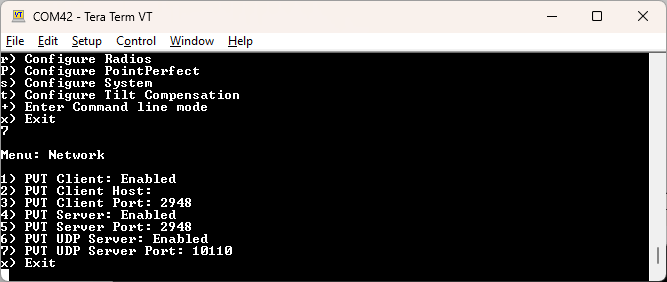 COM42 - Tera Term VT
File Edit Setup Control Window Help
r) Configure Radios
P) Configure PointPerfect
s) Configure System
t) Configure Tilt Compensation
+) Enter Command line mode
x) Exit
7
Menu: Network
1) PVT Client: Enabled
2) PVT Client Host:
3) PVT Client Port: 2948
4) PVT Server: Enabled
5) PVT Server Port: 2948
6) PVT UDP Server: Enabled
7) PVT UDP Server Port: 10110
x) Exit